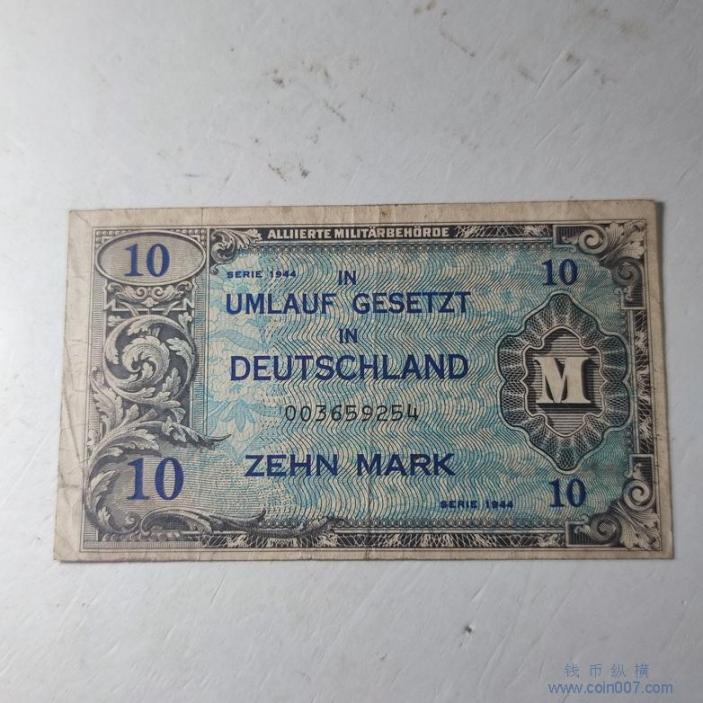 ALLIIERTE MILITÄRBEHÖRDE
10
SERIE 1944
10
IN
UMLAUF GESETZT
IN
DEUTSCHLAND
M
003659254
10
ZEHN MARK
10
SERIE 1944
钱币纵横
www.coin007.com